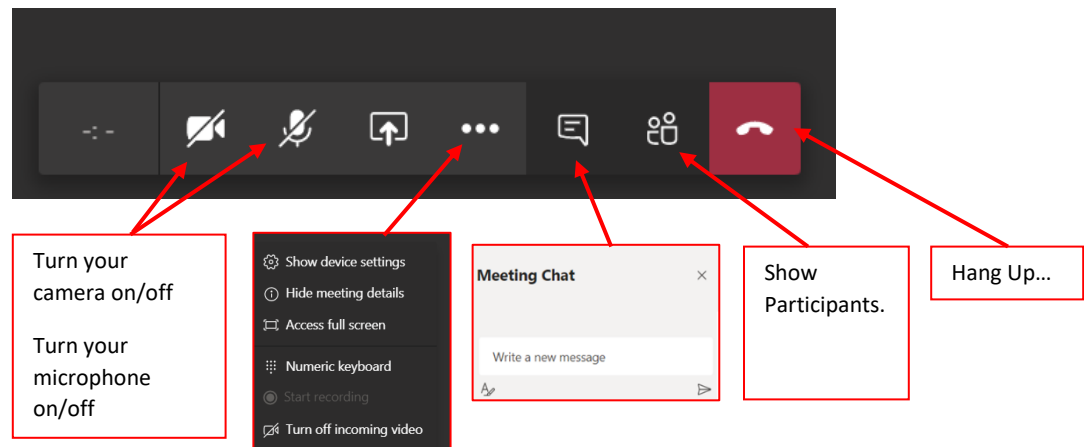 -: -
Turn your
camera on/off
Turn your
microphone
on/off
Show device settings
Hide meeting details
Access full screen
Numeric keyboard
Start recording
Turn off incoming video
Meeting Chat
Write a new message
Show
Participants.
Hang Up...